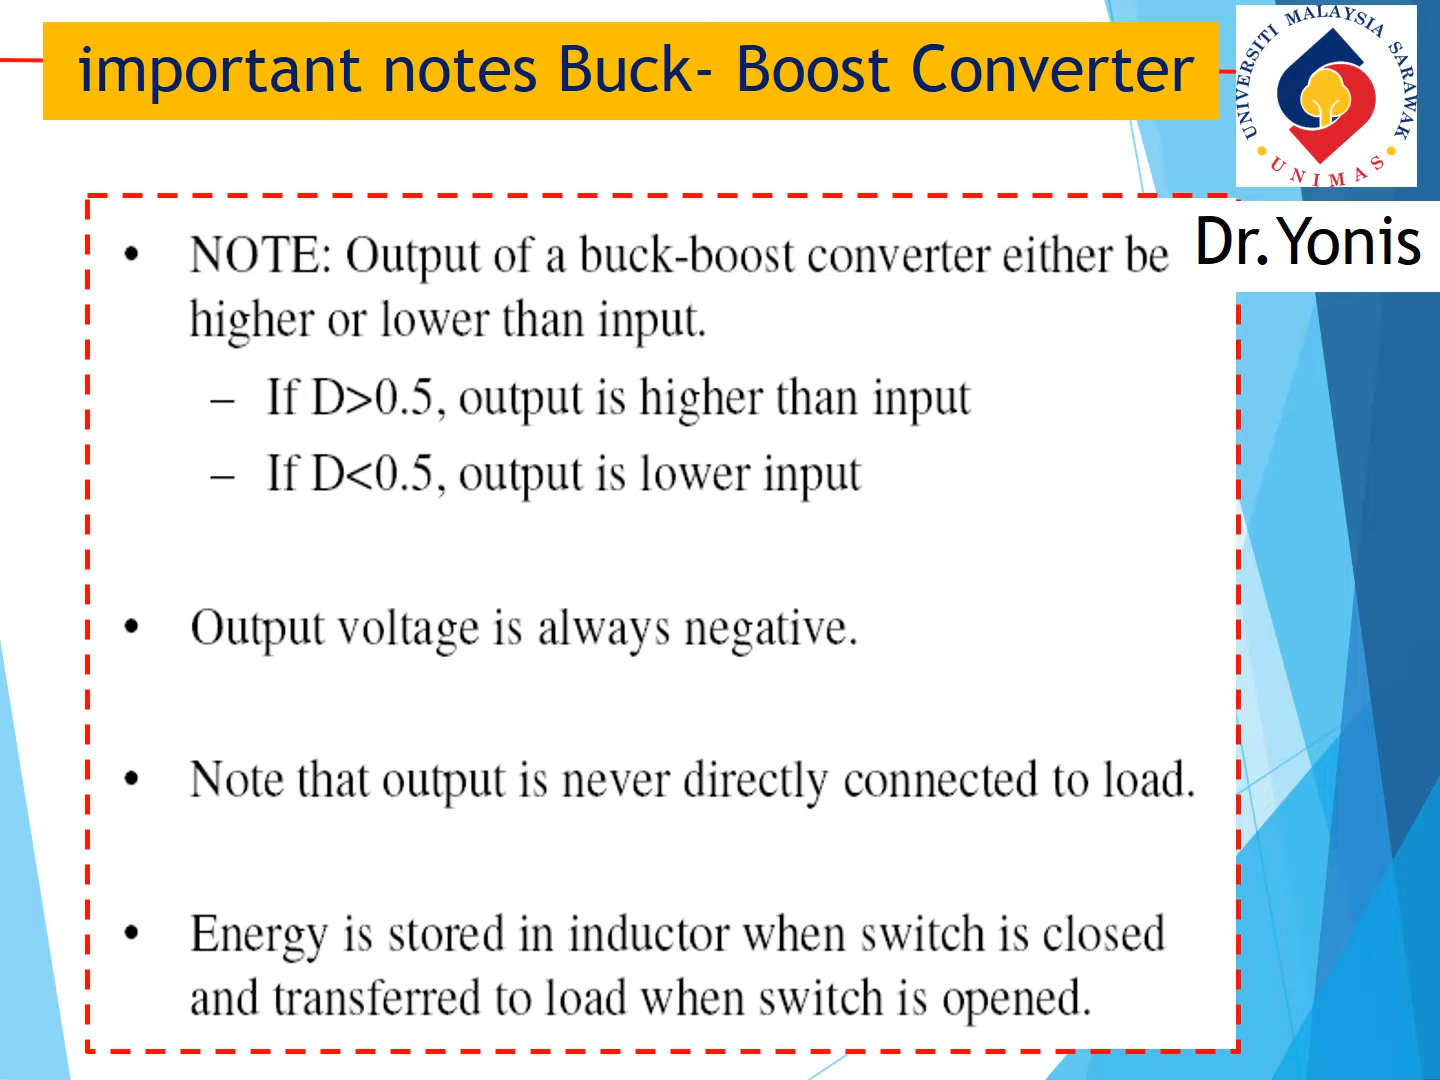 important notes Buck- Boost Converter
UNIVERSITI MALAYSIA SARAWAK
UNIMAS
Dr. Yonis
• NOTE: Output of a buck-boost converter either be
higher or lower than input.
– If D>0.5, output is higher than input
– If D<0.5, output is lower input
• Output voltage is always negative.
• Note that output is never directly connected to load.
• Energy is stored in inductor when switch is closed
and transferred to load when switch is opened.